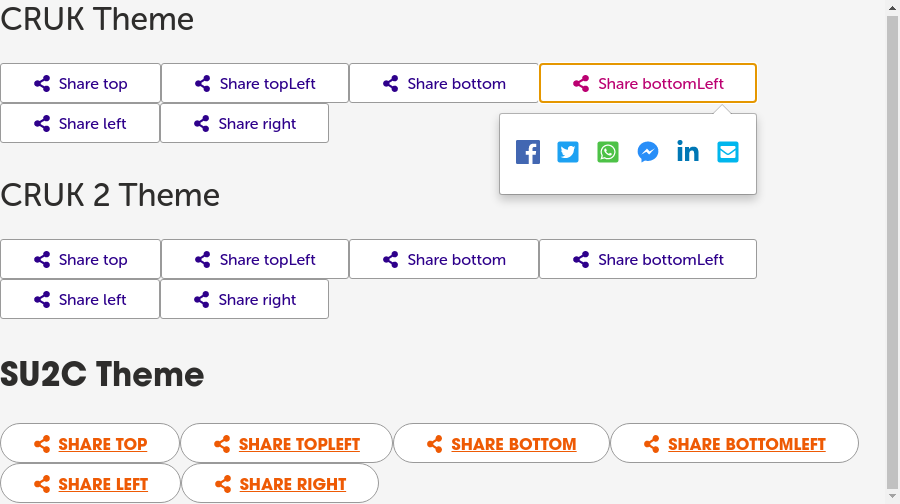 CRUK Theme
Share top Share topLeft Share bottom Share bottomLeft
Share left Share right
CRUK 2 Theme
Share top Share topLeft Share bottom Share bottomLeft
Share left Share right
SU2C Theme
SHARE TOP SHARE TOPLEFT SHARE BOTTOM SHARE BOTTOMLEFT
SHARE LEFT SHARE RIGHT